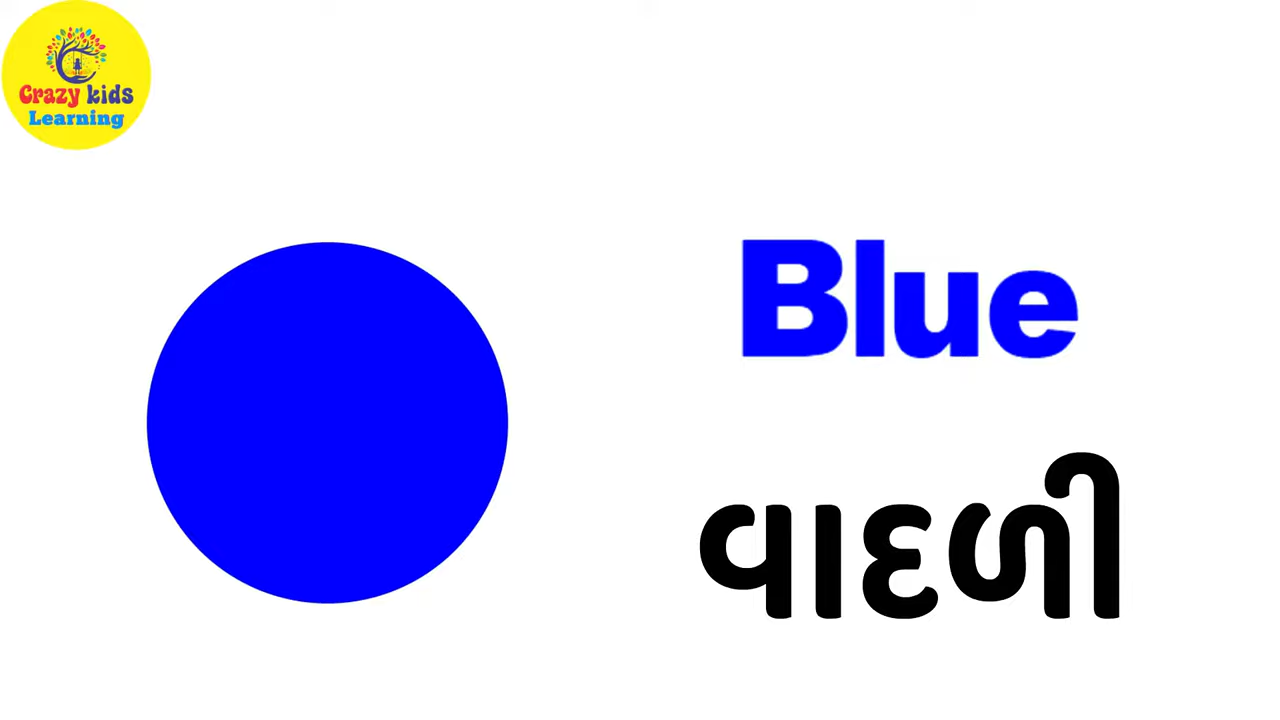 Crazy kids
Learning
Blue
વાદળી